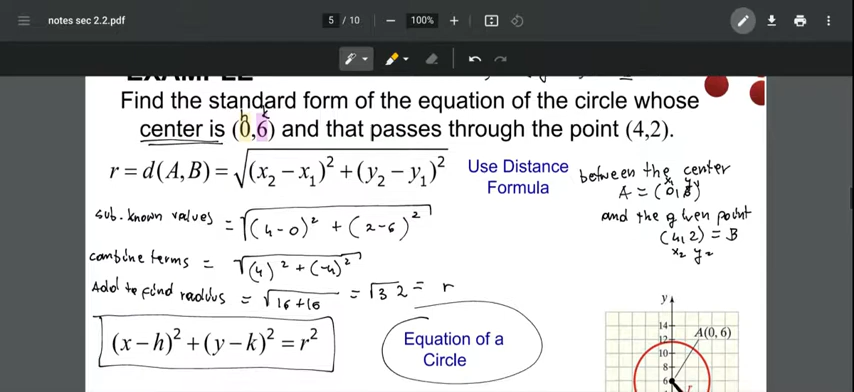 notes sec 2.2.pdf
5 / 10
100%
EXAMPLE
Find the standard form of the equation of the circle whose
h k
center is (0,6) and that passes through the point (4,2).
r = d(A, B) = √(x₂ − x₁)² + (y₂ − y₁)²
Use Distance
Formula
between the center
x₁ y₁
A = (0, 6)
and the given point
(4, 2) = B
x₂ y₂
sub. known values = √(4 - 0)² + (2 - 6)²
combine terms = √(4)² + (-4)²
Add to find radius = √16 + 16 = √32 = r
(x − h)² + (y − k)² = r²
Equation of a
Circle
y
14
12
10
8
6
A(0, 6)
r